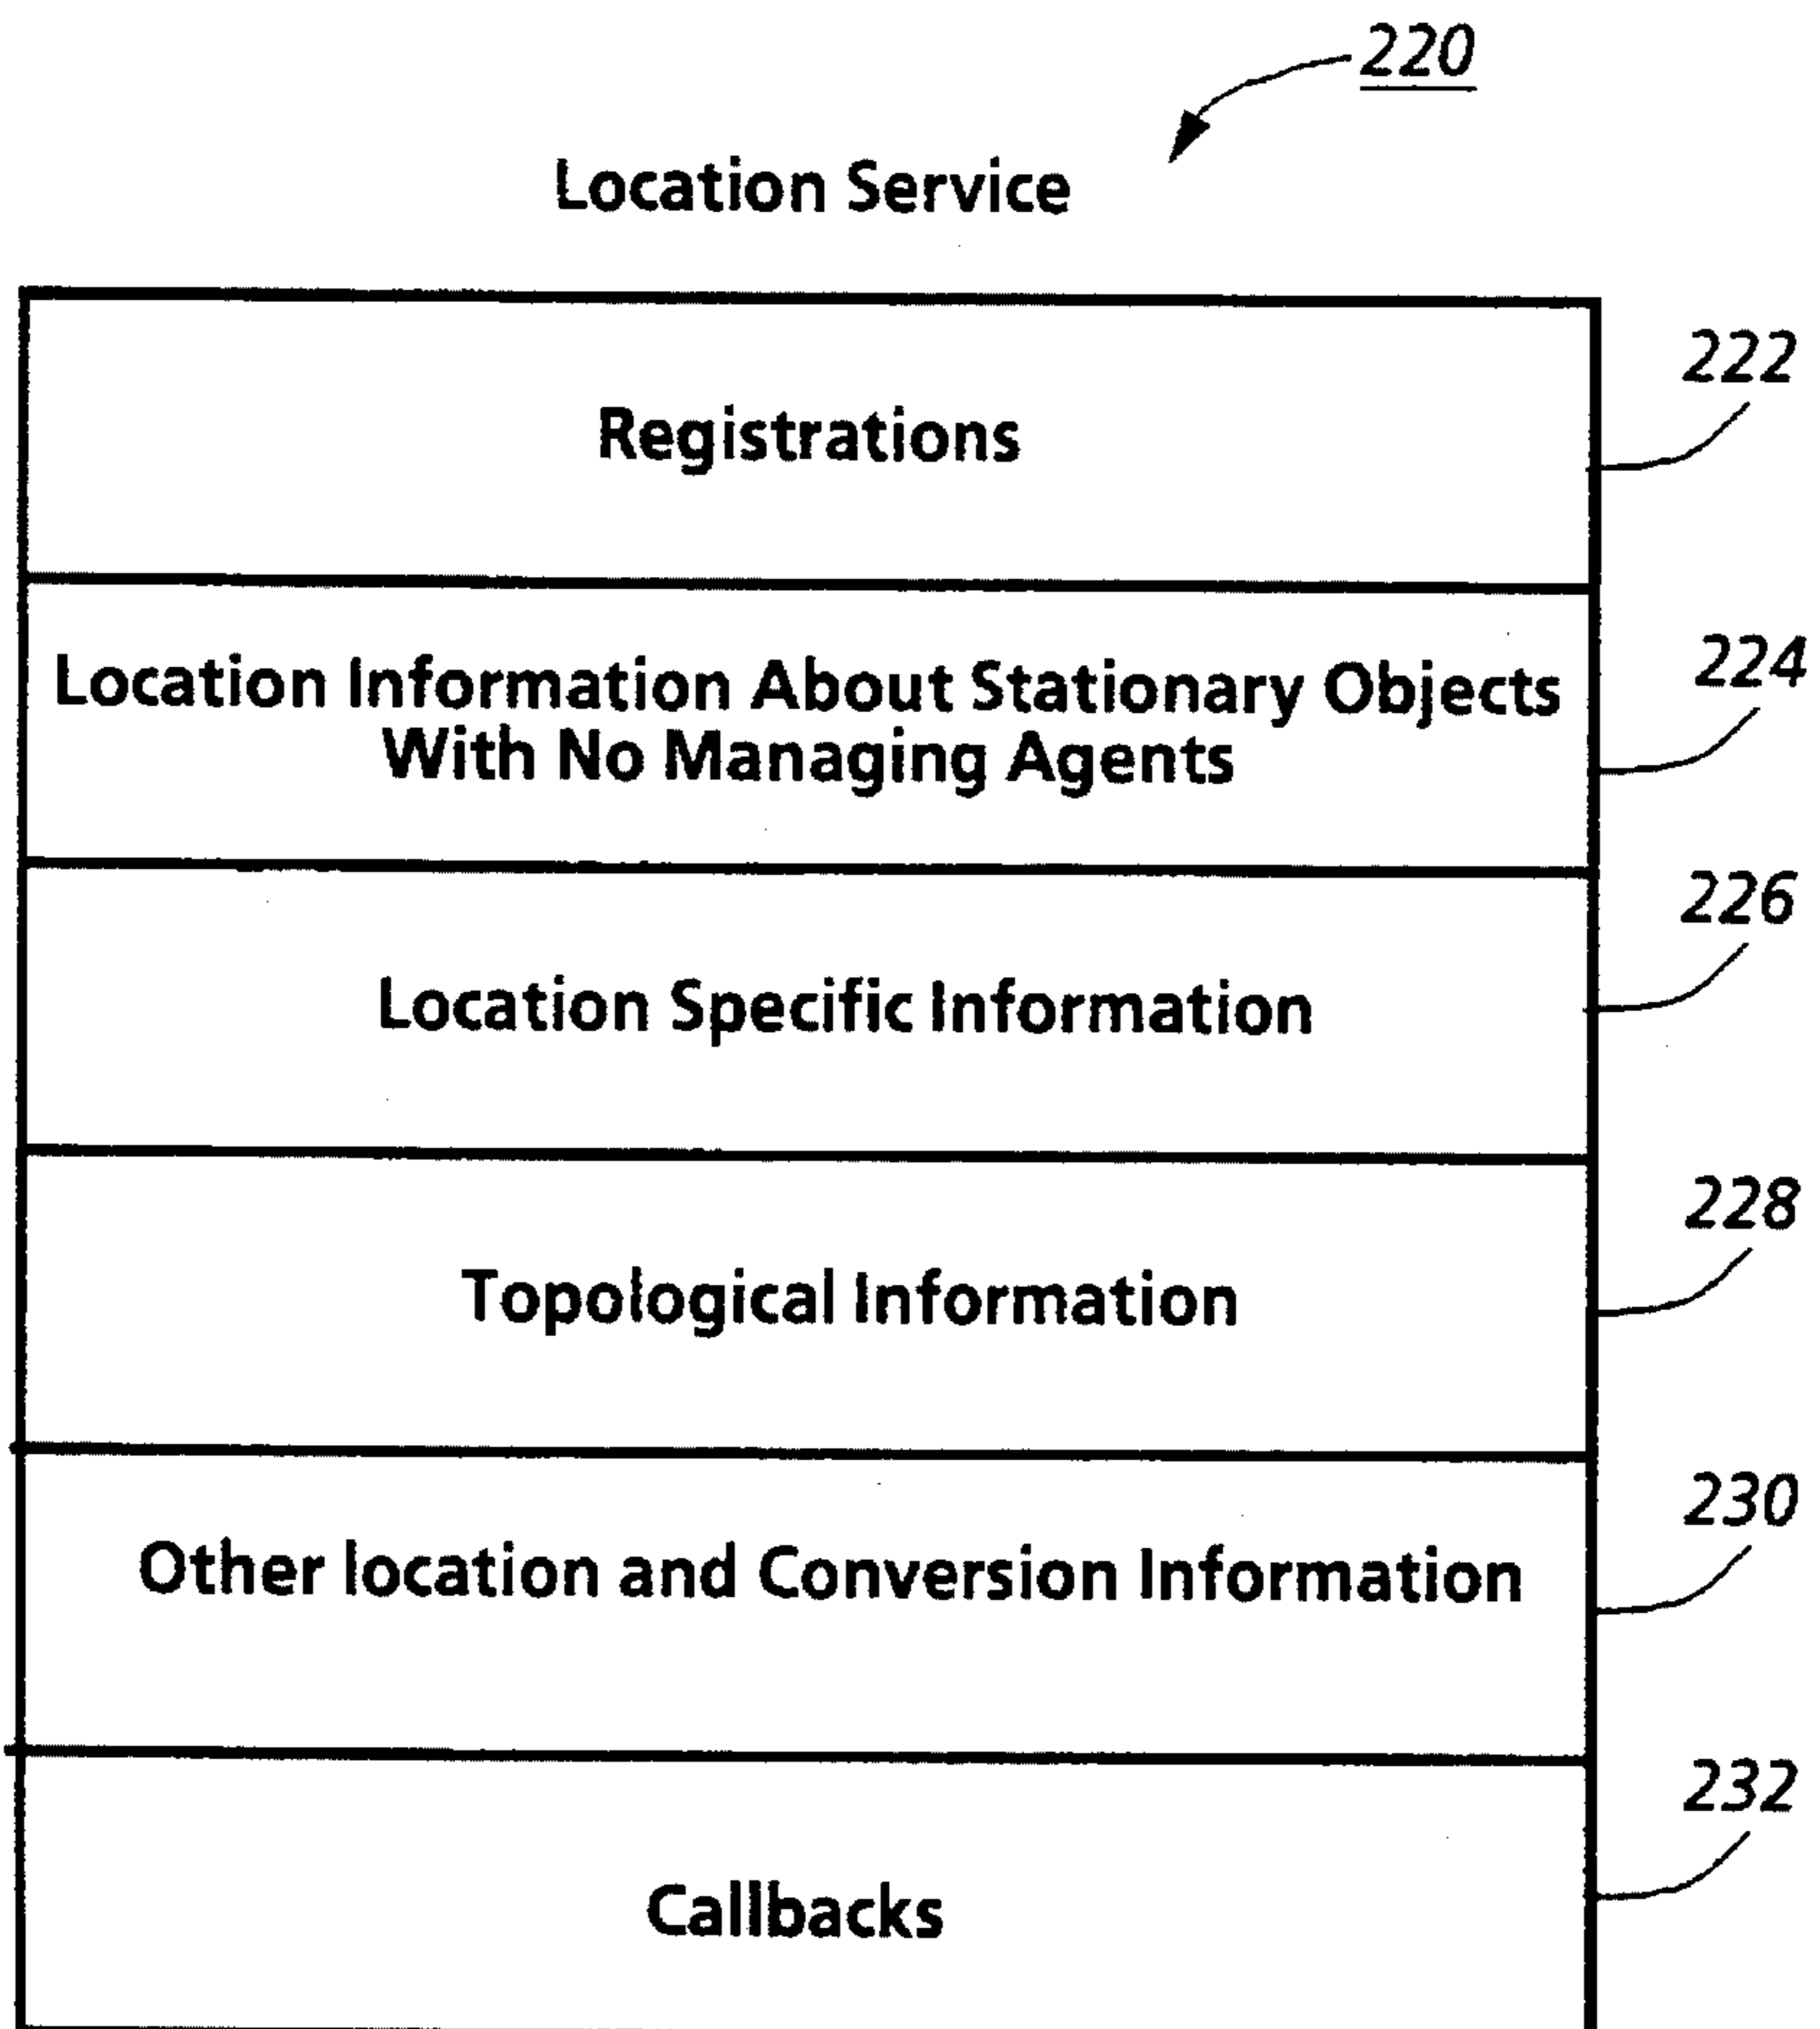 220
Location Service
222
Registrations
224
Location Information About Stationary Objects
With No Managing Agents
226
Location Specific Information
228
Topological Information
230
Other location and Conversion Information
232
Callbacks